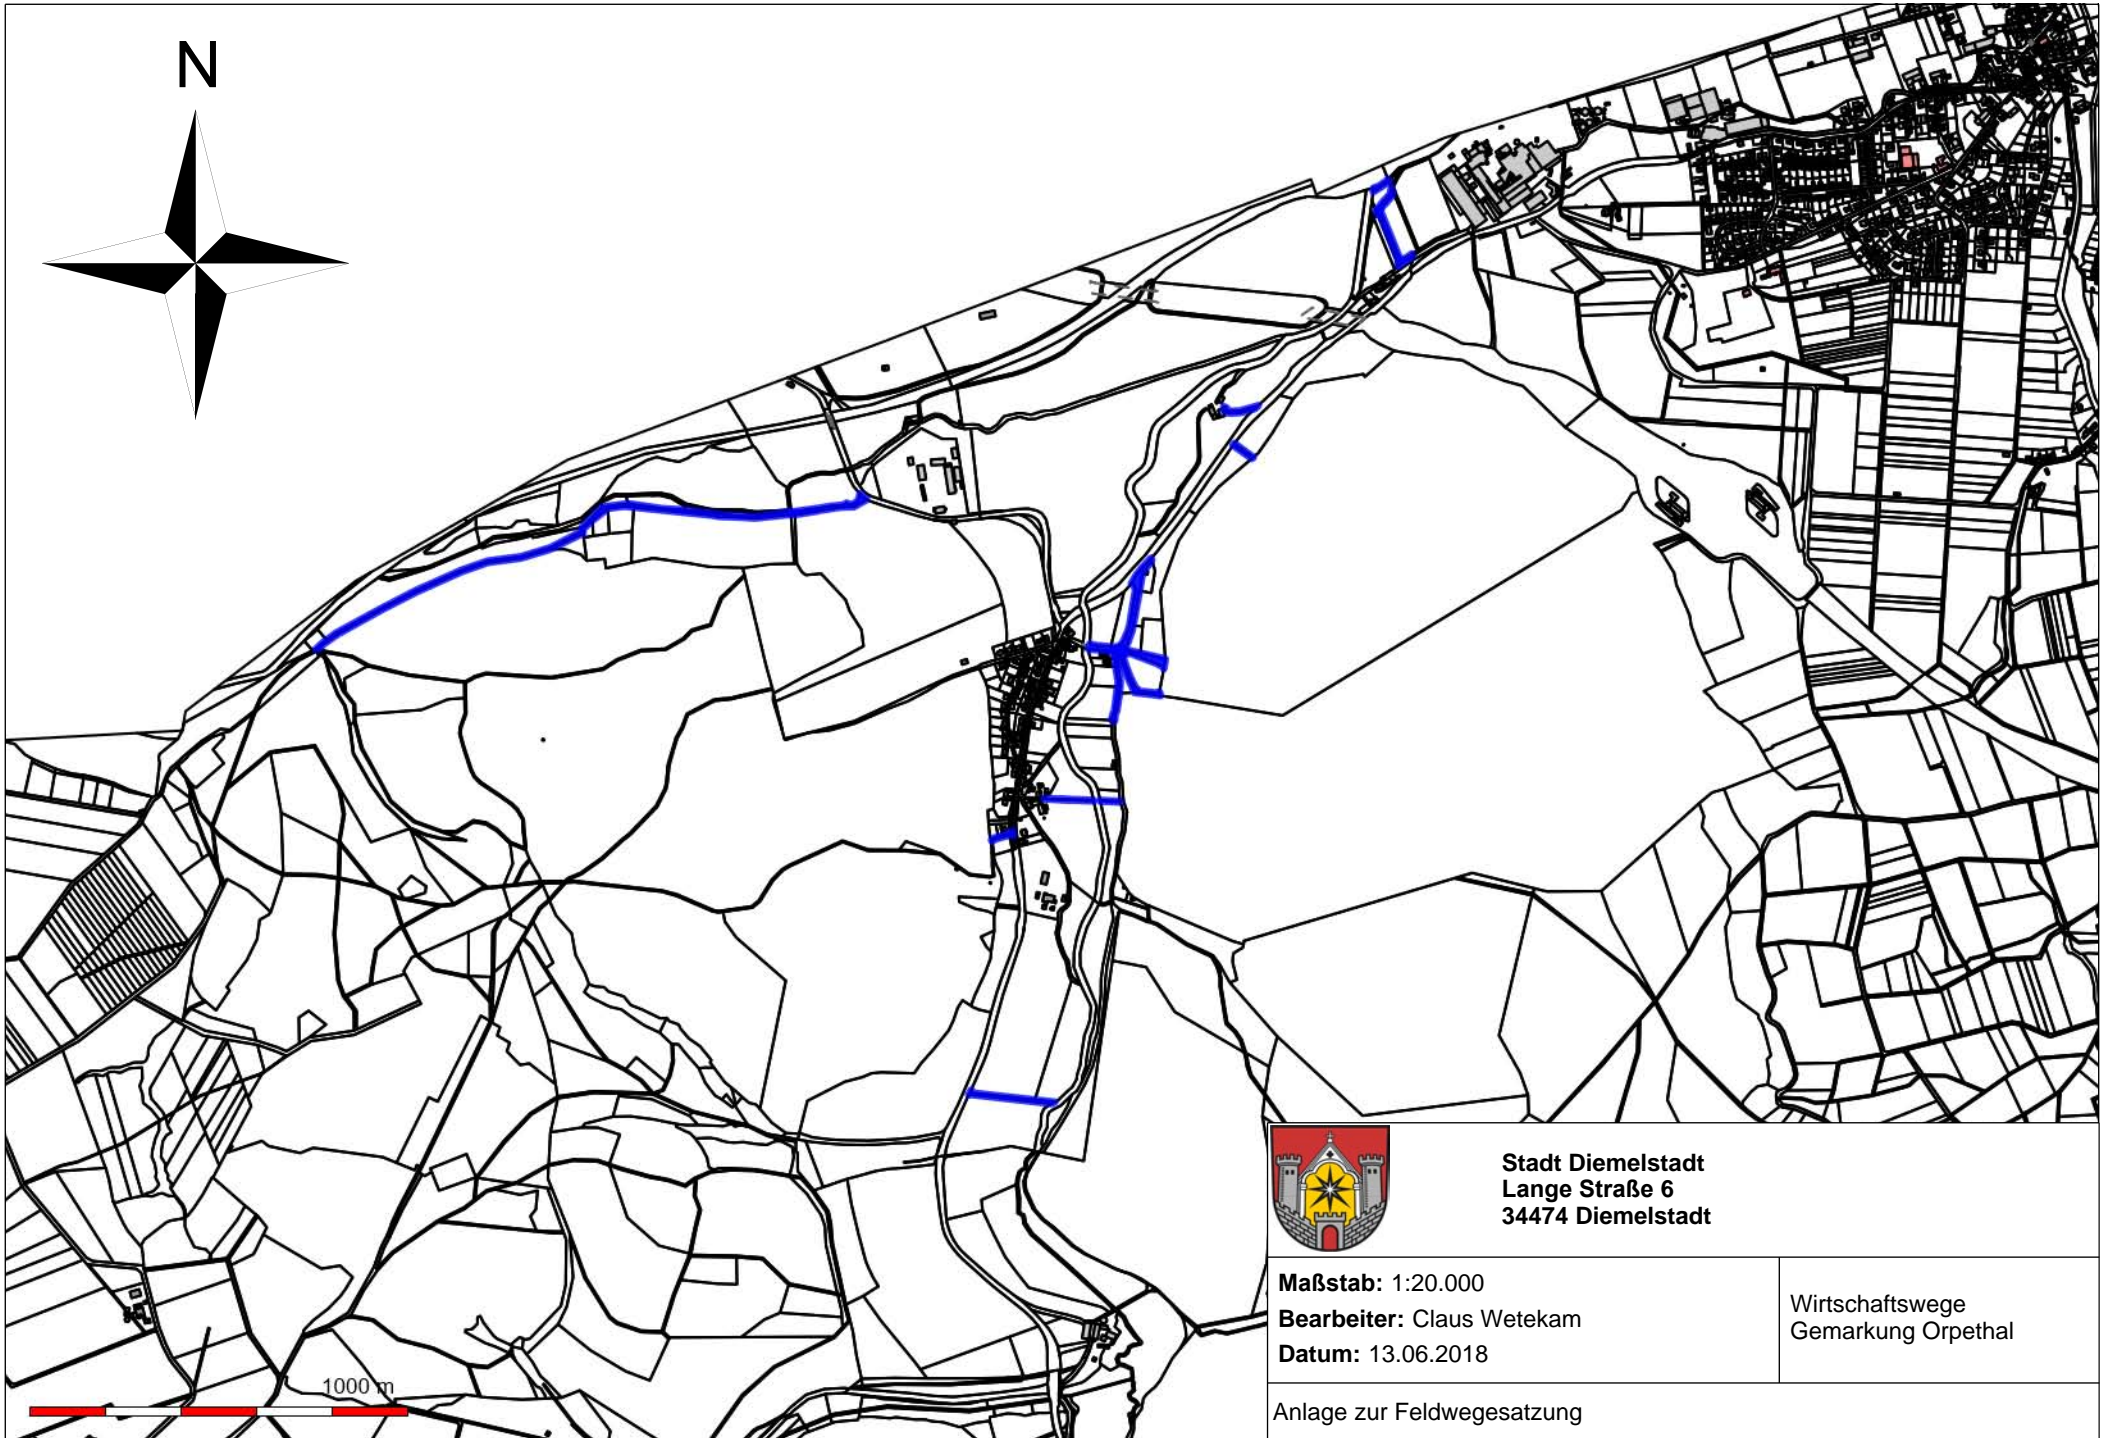 N
1000 m
Stadt Diemelstadt
Lange Straße 6
34474 Diemelstadt
Maßstab: 1:20.000
Bearbeiter: Claus Wetekam
Datum: 13.06.2018
Wirtschaftswege
Gemarkung Orpethal
Anlage zur Feldwegesatzung